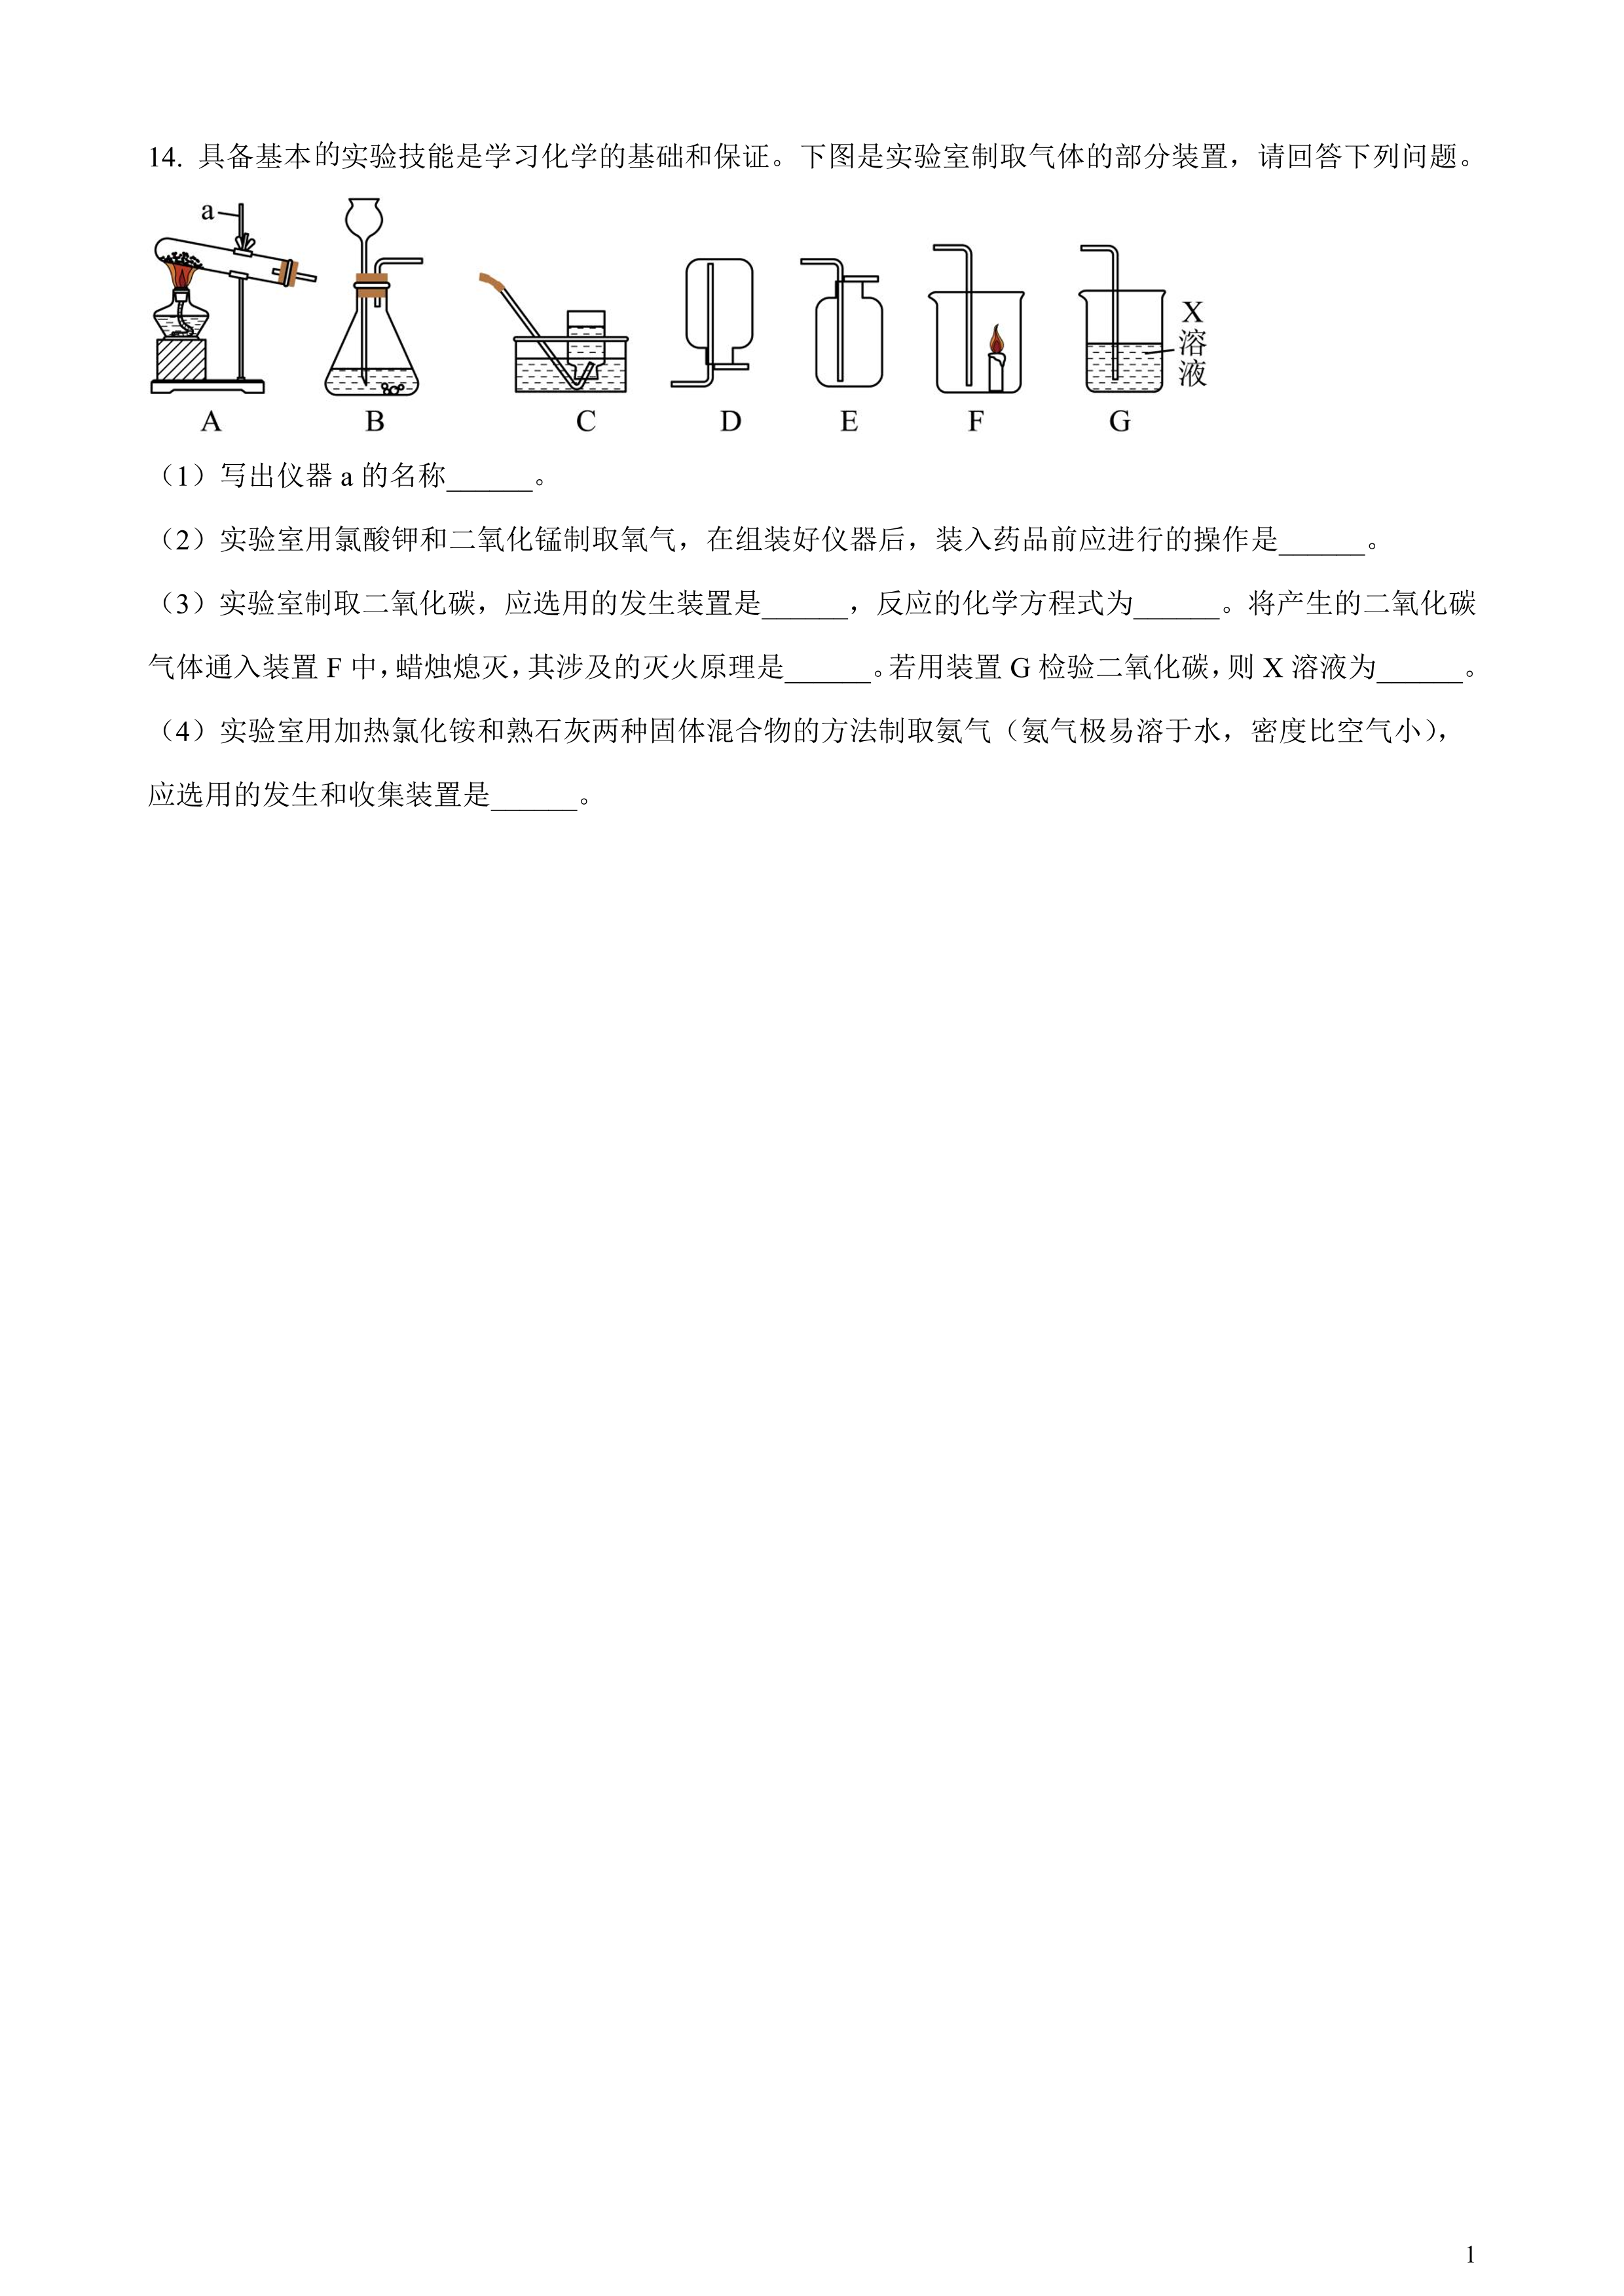 14. 具备基本的实验技能是学习化学的基础和保证。下图是实验室制取气体的部分装置，请回答下列问题。
a
X
溶
液
A B C D E F G
（1）写出仪器 a 的名称______。
（2）实验室用氯酸钾和二氧化锰制取氧气，在组装好仪器后，装入药品前应进行的操作是______。
（3）实验室制取二氧化碳，应选用的发生装置是______，反应的化学方程式为______。将产生的二氧化碳
气体通入装置 F 中，蜡烛熄灭，其涉及的灭火原理是______。若用装置 G 检验二氧化碳，则 X 溶液为______。
（4）实验室用加热氯化铵和熟石灰两种固体混合物的方法制取氨气（氨气极易溶于水，密度比空气小），
应选用的发生和收集装置是______。
1